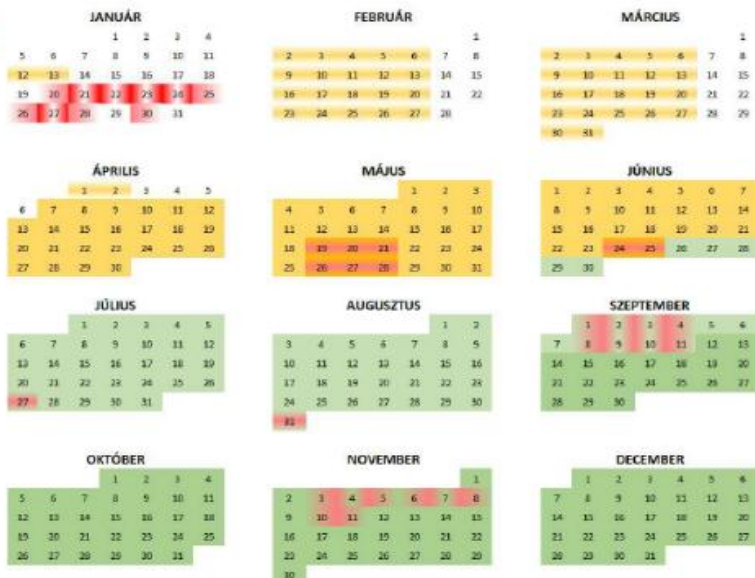 JANUÁR
1 2 3 4
5 6 7 8 9 10 11
12 13 14 15 16 17 18
19 20 21 22 23 24 25
26 27 28 29 30 31
FEBRUÁR
1
2 3 4 5 6 7 8
9 10 11 12 13 14 15
16 17 18 19 20 21 22
23 24 25 26 27 28
MÁRCIUS
1
2 3 4 5 6 7 8
9 10 11 12 13 14 15
16 17 18 19 20 21 22
23 24 25 26 27 28 29
30 31
ÁPRILIS
1 2 3 4 5
6 7 8 9 10 11 12
13 14 15 16 17 18 19
20 21 22 23 24 25 26
27 28 29 30
MÁJUS
1 2 3
4 5 6 7 8 9 10
11 12 13 14 15 16 17
18 19 20 21 22 23 24
25 26 27 28 29 30 31
JÚNIUS
1 2 3 4 5 6 7
8 9 10 11 12 13 14
15 16 17 18 19 20 21
22 23 24 25 26 27 28
29 30
JÚLIUS
1 2 3 4 5
6 7 8 9 10 11 12
13 14 15 16 17 18 19
20 21 22 23 24 25 26
27 28 29 30 31
AUGUSZTUS
1 2
3 4 5 6 7 8 9
10 11 12 13 14 15 16
17 18 19 20 21 22 23
24 25 26 27 28 29 30
31
SZEPTEMBER
1 2 3 4 5 6
7 8 9 10 11 12 13
14 15 16 17 18 19 20
21 22 23 24 25 26 27
28 29 30
OKTÓBER
1 2 3 4
5 6 7 8 9 10 11
12 13 14 15 16 17 18
19 20 21 22 23 24 25
26 27 28 29 30 31
NOVEMBER
1
2 3 4 5 6 7 8
9 10 11 12 13 14 15
16 17 18 19 20 21 22
23 24 25 26 27 28 29
30
DECEMBER
1 2 3 4 5 6
7 8 9 10 11 12 13
14 15 16 17 18 19 20
21 22 23 24 25 26 27
28 29 30 31